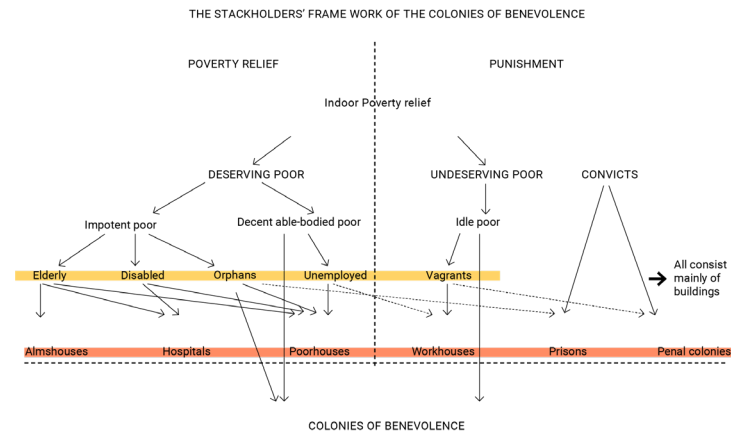 THE STACKHOLDERS' FRAME WORK OF THE COLONIES OF BENEVOLENCE
POVERTY RELIEF
PUNISHMENT
Indoor Poverty relief
DESERVING POOR
UNDESERVING POOR
CONVICTS
Impotent poor
Decent able-bodied poor
Idle poor
Elderly
Disabled
Orphans
Unemployed
Vagrants
All consist
mainly of
buildings
Almshouses
Hospitals
Poorhouses
Workhouses
Prisons
Penal colonies
COLONIES OF BENEVOLENCE